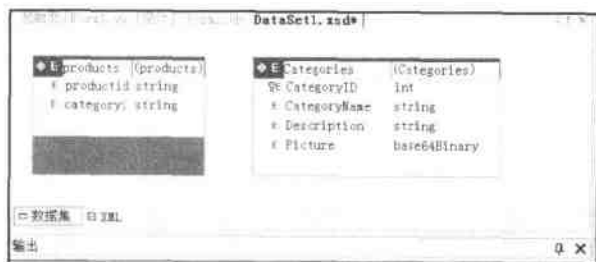 DataSet1.xsd*
products (products)
E productid string
E category: string
E Categories (Categories)
CategoryID int
E CategoryName string
E Description string
E Picture base64Binary
数据集 XML
输出